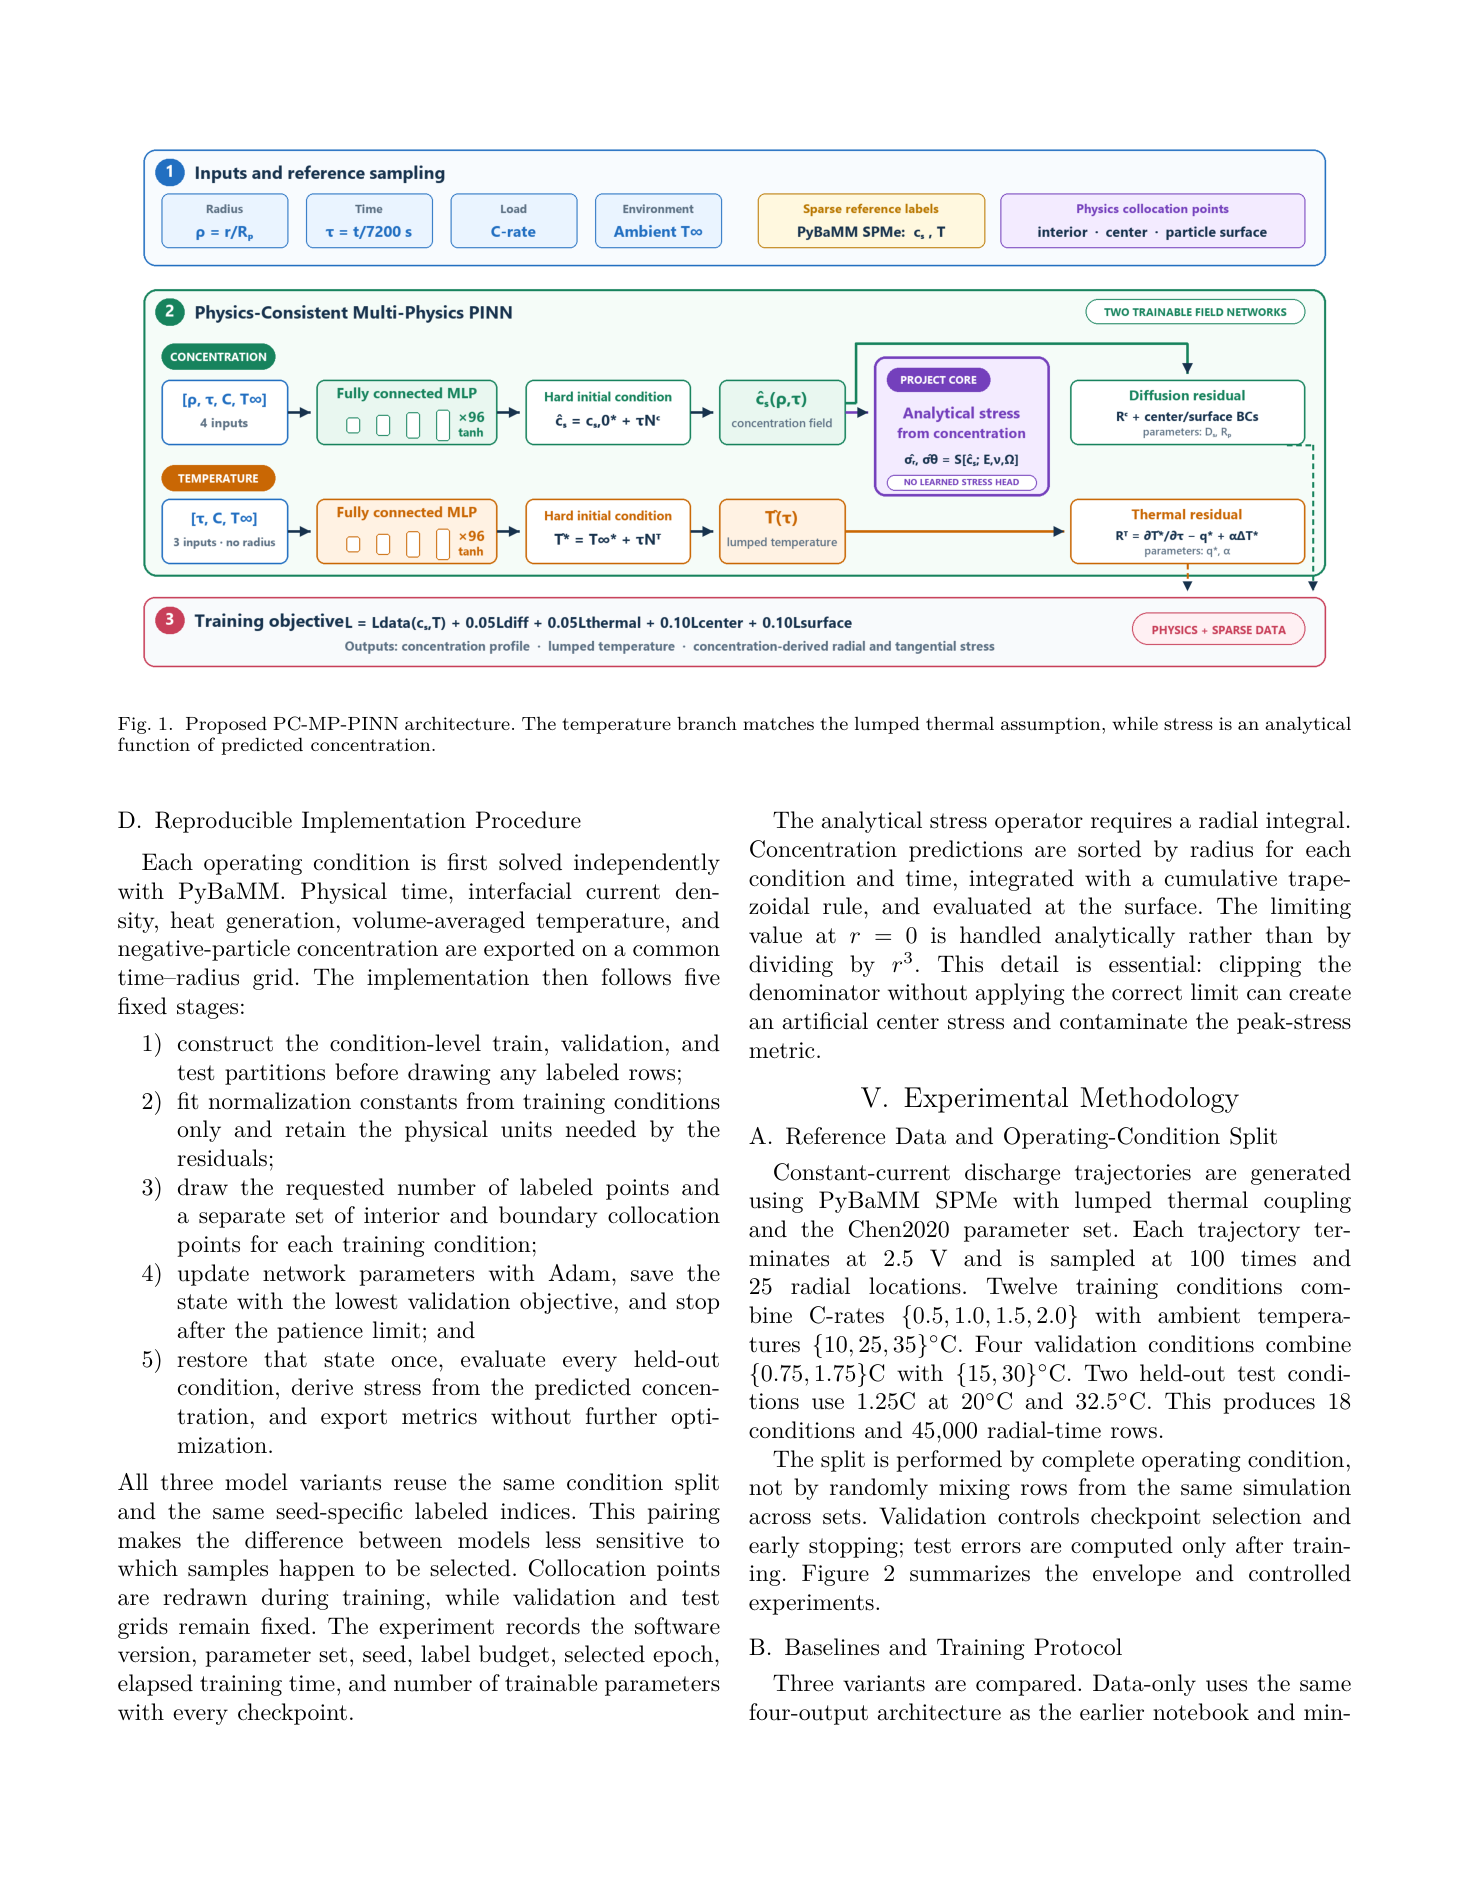 1 Inputs and reference sampling
Radius
ρ = r/Rₚ
Time
τ = t/7200 s
Load
C-rate
Environment
Ambient T∞
Sparse reference labels
PyBaMM SPMe: cₛ , T
Physics collocation points
interior · center · particle surface
2 Physics-Consistent Multi-Physics PINN
TWO TRAINABLE FIELD NETWORKS
CONCENTRATION
[ρ, τ, C, T∞]
4 inputs
Fully connected MLP
×96
tanh
Hard initial condition
ĉₛ = cₛ,0* + τNᶜ
ĉₛ(ρ,τ)
concentration field
PROJECT CORE
Analytical stress
from concentration
σ̂ᵣ, σ̂θ = S[ĉₛ; E,ν,Ω]
NO LEARNED STRESS HEAD
Diffusion residual
Rᶜ + center/surface BCs
parameters: Dₛ, Rₚ
TEMPERATURE
[τ, C, T∞]
3 inputs · no radius
Fully connected MLP
×96
tanh
Hard initial condition
T̂* = T∞* + τNᵀ
T̂(τ)
lumped temperature
Thermal residual
Rᵀ = ∂T̂*/∂τ − q* + αΔT*
parameters: q*, α
3 Training objective L = Ldata(cₛ,T) + 0.05Ldiff + 0.05Lthermal + 0.10Lcenter + 0.10Lsurface
Outputs: concentration profile · lumped temperature · concentration-derived radial and tangential stress
PHYSICS + SPARSE DATA
Fig. 1. Proposed PC-MP-PINN architecture. The temperature branch matches the lumped thermal assumption, while stress is an analytical
function of predicted concentration.
D. Reproducible Implementation Procedure
Each operating condition is first solved independently
with PyBaMM. Physical time, interfacial current den-
sity, heat generation, volume-averaged temperature, and
negative-particle concentration are exported on a common
time–radius grid. The implementation then follows five
fixed stages:
1) construct the condition-level train, validation, and
test partitions before drawing any labeled rows;
2) fit normalization constants from training conditions
only and retain the physical units needed by the
residuals;
3) draw the requested number of labeled points and
a separate set of interior and boundary collocation
points for each training condition;
4) update network parameters with Adam, save the
state with the lowest validation objective, and stop
after the patience limit; and
5) restore that state once, evaluate every held-out
condition, derive stress from the predicted concen-
tration, and export metrics without further opti-
mization.
All three model variants reuse the same condition split
and the same seed-specific labeled indices. This pairing
makes the difference between models less sensitive to
which samples happen to be selected. Collocation points
are redrawn during training, while validation and test
grids remain fixed. The experiment records the software
version, parameter set, seed, label budget, selected epoch,
elapsed training time, and number of trainable parameters
with every checkpoint.
The analytical stress operator requires a radial integral.
Concentration predictions are sorted by radius for each
condition and time, integrated with a cumulative trape-
zoidal rule, and evaluated at the surface. The limiting
value at r = 0 is handled analytically rather than by
dividing by r³. This detail is essential: clipping the
denominator without applying the correct limit can create
an artificial center stress and contaminate the peak-stress
metric.
V. Experimental Methodology
A. Reference Data and Operating-Condition Split
Constant-current discharge trajectories are generated
using PyBaMM SPMe with lumped thermal coupling
and the Chen2020 parameter set. Each trajectory ter-
minates at 2.5 V and is sampled at 100 times and
25 radial locations. Twelve training conditions com-
bine C-rates {0.5, 1.0, 1.5, 2.0} with ambient tempera-
tures {10, 25, 35}°C. Four validation conditions combine
{0.75, 1.75}C with {15, 30}°C. Two held-out test condi-
tions use 1.25C at 20°C and 32.5°C. This produces 18
conditions and 45,000 radial-time rows.
The split is performed by complete operating condition,
not by randomly mixing rows from the same simulation
across sets. Validation controls checkpoint selection and
early stopping; test errors are computed only after train-
ing. Figure 2 summarizes the envelope and controlled
experiments.
B. Baselines and Training Protocol
Three variants are compared. Data-only uses the same
four-output architecture as the earlier notebook and min-